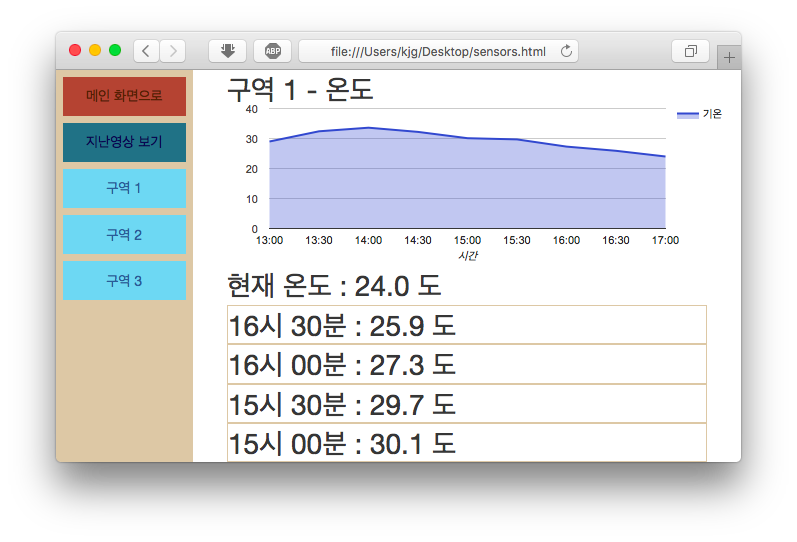 ABP
file:///Users/kjg/Desktop/sensors.html
메인 화면으로
지난영상 보기
구역 1
구역 2
구역 3
구역 1 - 온도
40
30
20
10
0
13:00 13:30 14:00 14:30 15:00 15:30 16:00 16:30 17:00
시간
기온
현재 온도 : 24.0 도
16시 30분 : 25.9 도
16시 00분 : 27.3 도
15시 30분 : 29.7 도
15시 00분 : 30.1 도